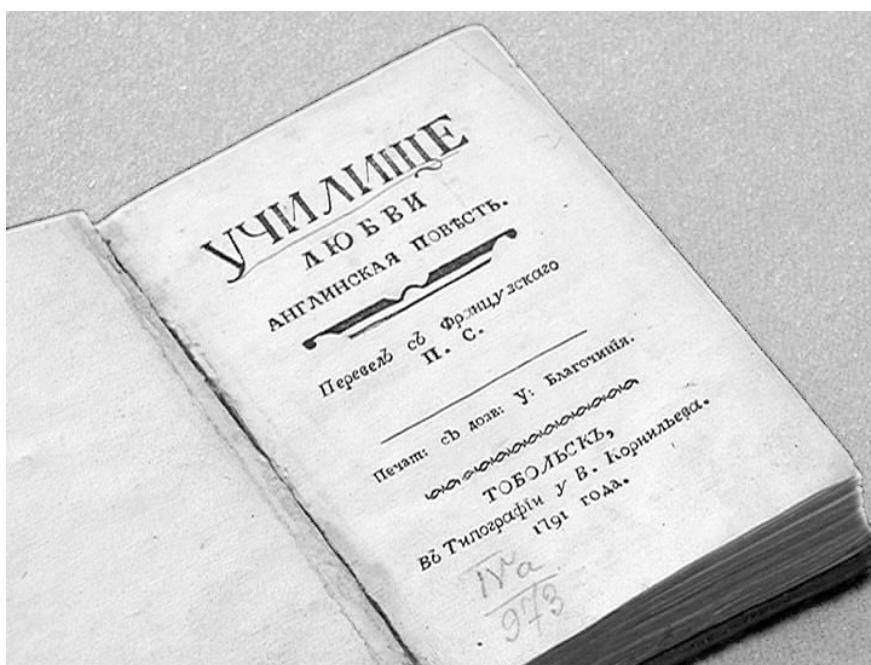 УЧИЛИЩЕ
ЛЮБВИ
АНГЛИНСКАЯ ПОВѢСТЬ.
Перевелъ съ Французскаго
П. С.
Печат: съ дозв: У: Благочинія.
ТОБОЛЬСКЪ,
Въ Типографіи у В. Корнильева.
1791 года.
IVa
973